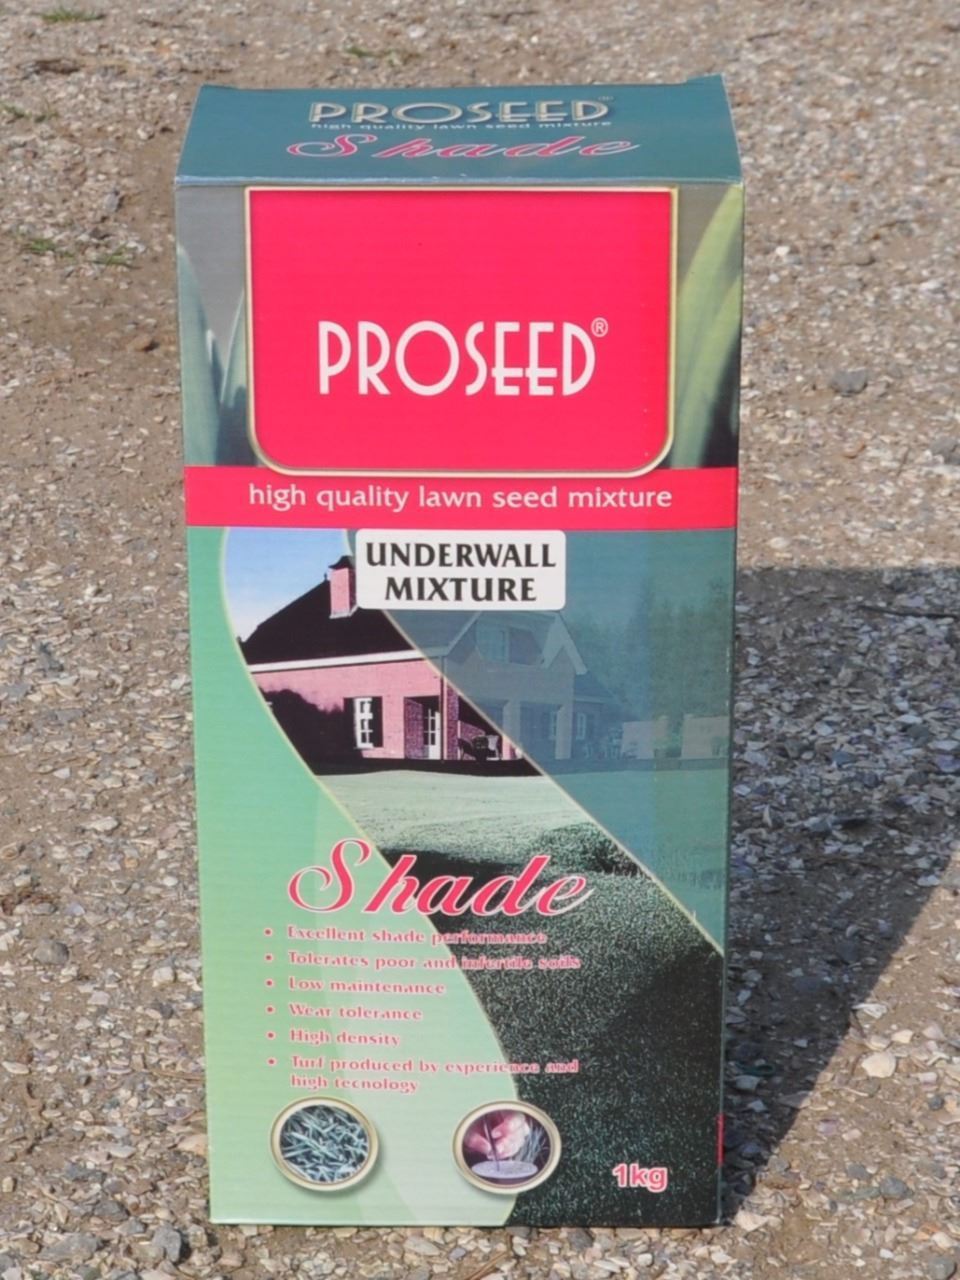 PROSEED®
high quality lawn seed mixture
Shade
PROSEED®
high quality lawn seed mixture
UNDERWALL
MIXTURE
Shade
• Excellent shade performance
• Tolerates poor and infertile soils
• Low maintenance
• Wear tolerance
• High density
• Turf produced by experience and
high tecnology
1kg